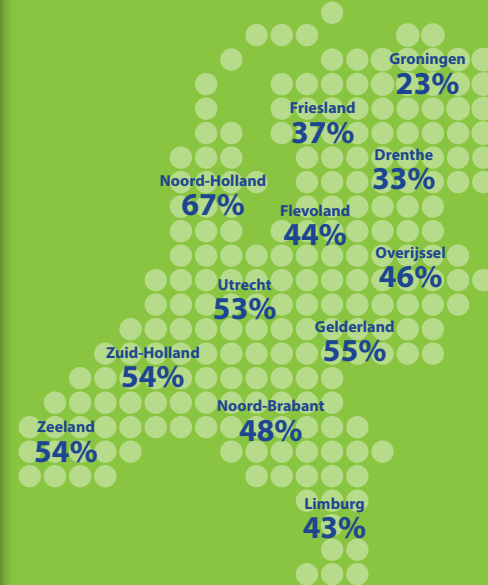 Groningen
23%
Friesland
37%
Drenthe
33%
Noord-Holland
67%
Flevoland
44%
Overijssel
46%
Utrecht
53%
Gelderland
55%
Zuid-Holland
54%
Noord-Brabant
48%
Zeeland
54%
Limburg
43%